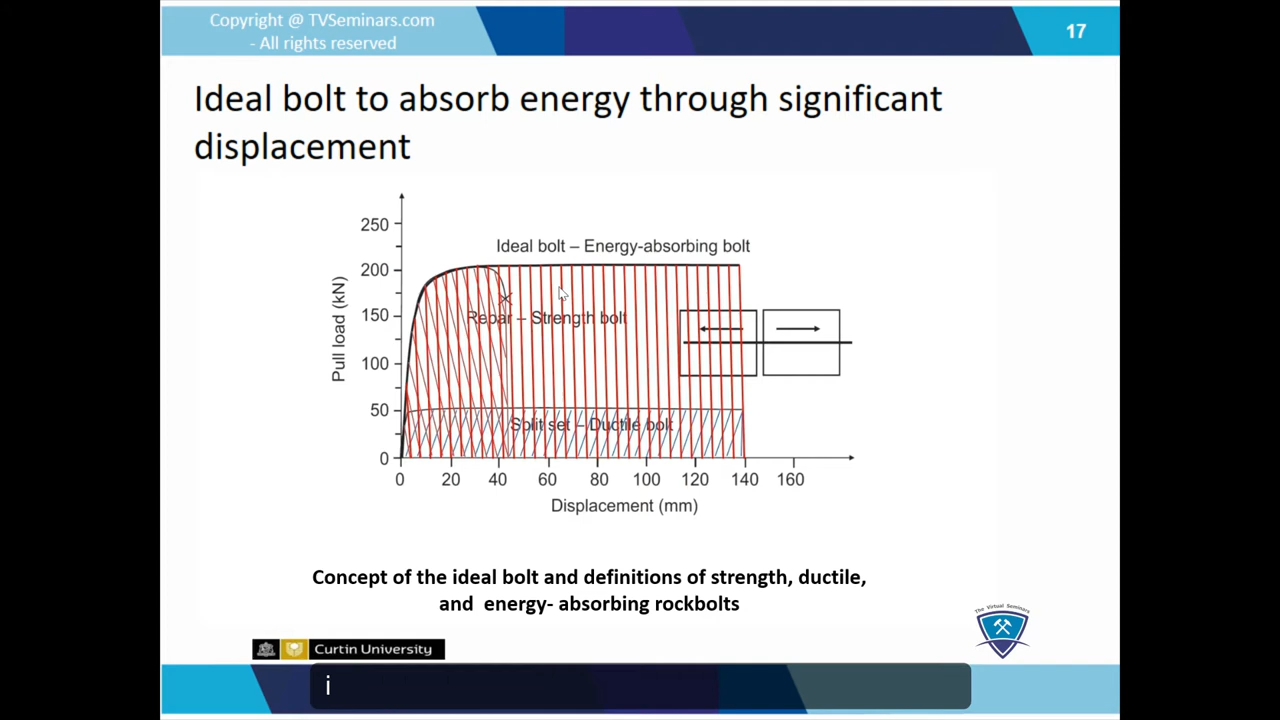 Copyright @ TVSeminars.com
- All rights reserved
17
Ideal bolt to absorb energy through significant
displacement
250
200
150
100
50
0
Pull load (kN)
Ideal bolt – Energy-absorbing bolt
Rebar – Strength bolt
Split set – Ductile bolt
0 20 40 60 80 100 120 140 160
Displacement (mm)
Concept of the ideal bolt and definitions of strength, ductile,
and energy- absorbing rockbolts
The Virtual Seminars
Curtin University
i